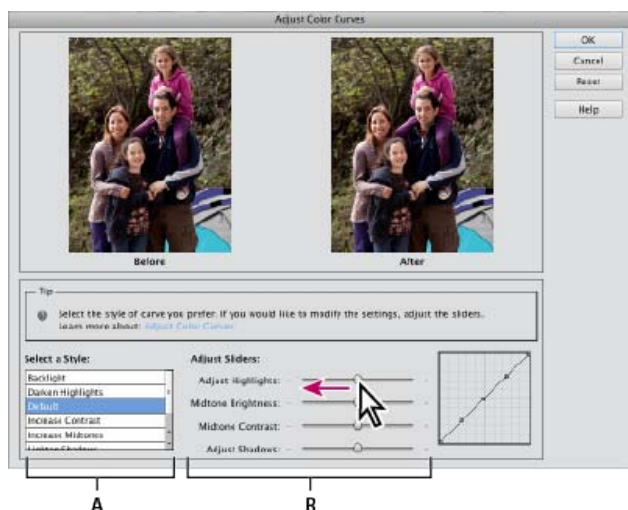 Adjust Color Curves
OK
Cancel
Reset
Help
Before
After
Tip
Select the style of curve you prefer. If you would like to modify the settings, adjust the sliders.
Learn more about: Adjust Color Curves
Select a Style:
Backlight
Darken Highlights
Default
Increase Contrast
Increase Midtones
Lighten Shadows
Adjust Sliders:
Adjust Highlights:
Midtone Brightness:
Midtone Contrast:
Adjust Shadows:
A
B